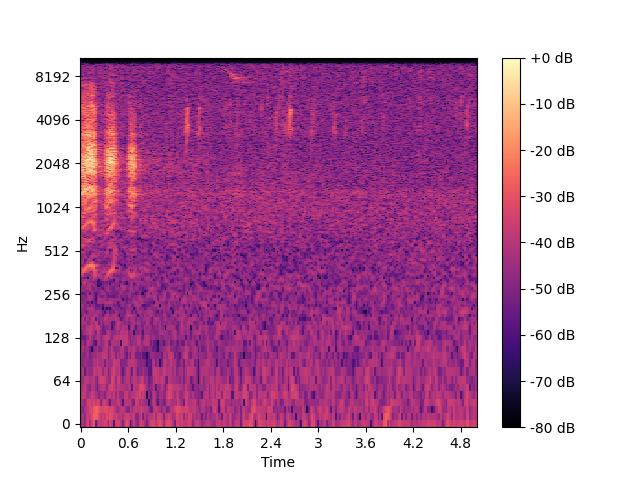 8192
4096
2048
1024
512
256
128
64
0
Hz
0 0.6 1.2 1.8 2.4 3 3.6 4.2 4.8
Time
+0 dB
-10 dB
-20 dB
-30 dB
-40 dB
-50 dB
-60 dB
-70 dB
-80 dB